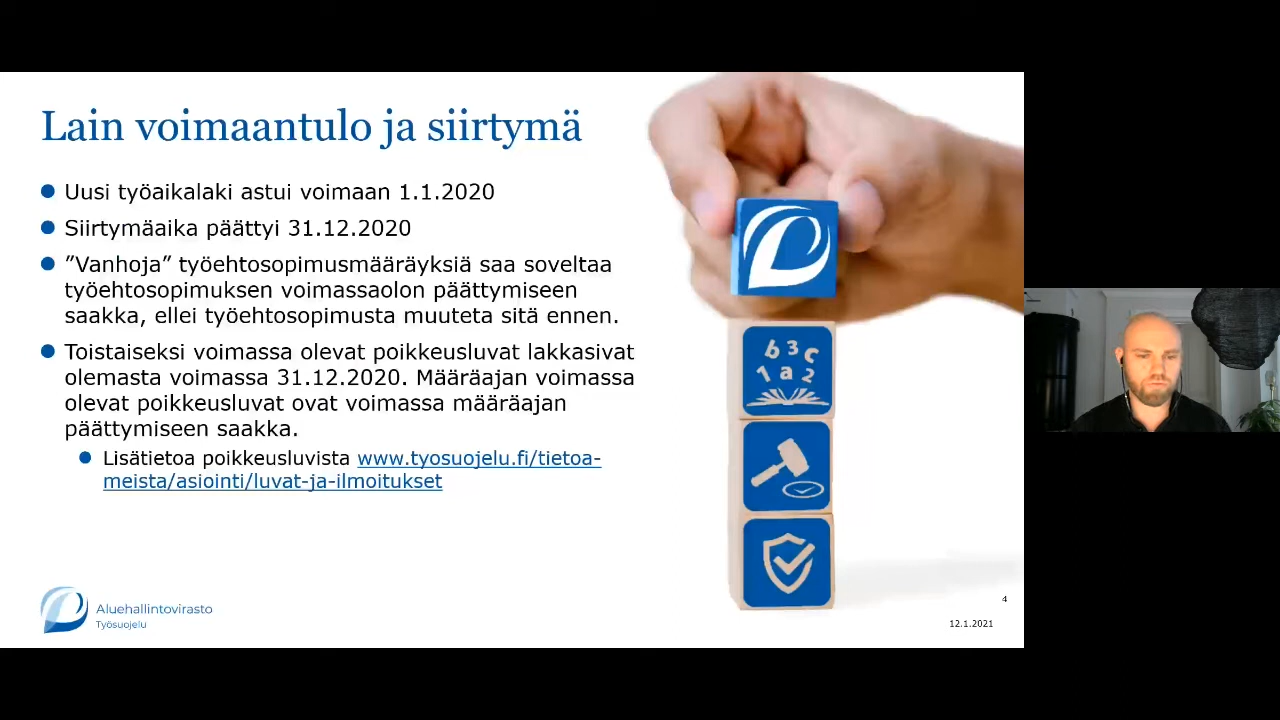 Lain voimaantulo ja siirtymä
Uusi työaikalaki astui voimaan 1.1.2020
Siirtymäaika päättyi 31.12.2020
”Vanhoja” työehtosopimusmääräyksiä saa soveltaa
työehtosopimuksen voimassaolon päättymiseen
saakka, ellei työehtosopimusta muuteta sitä ennen.
Toistaiseksi voimassa olevat poikkeusluvat lakkasivat
olemasta voimassa 31.12.2020. Määräajan voimassa
olevat poikkeusluvat ovat voimassa määräajan
päättymiseen saakka.
Lisätietoa poikkeusluvista www.tyosuojelu.fi/tietoa-
meista/asiointi/luvat-ja-ilmoitukset
b 3 c
1 a 2
Aluehallintovirasto
Työsuojelu
4
12.1.2021